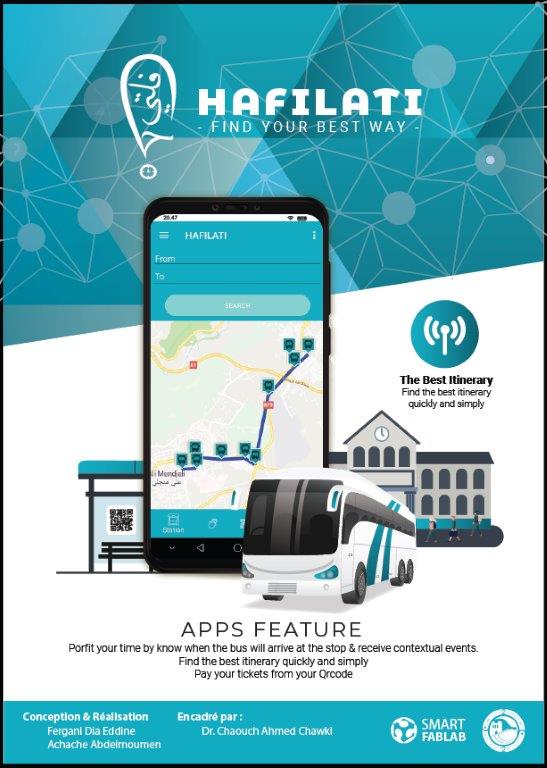 حافلتي
HAFILATI
- FIND YOUR BEST WAY -
20.47
HAFILATI
From
To
SEARCH
The Best Itinerary
Find the best itinerary
quickly and simply
li Mendjeli
علي منجلي
Station
APPS FEATURE
Porfit your time by know when the bus will arrive at the stop & receive contextual events.
Find the best itinerary quickly and simply
Pay your tickets from your Qrcode
Conception & Réalisation
Fergani Dia Eddine
Achache Abdelmoumen
Encadré par :
Dr. Chaouch Ahmed Chawki
SMART
FABLAB